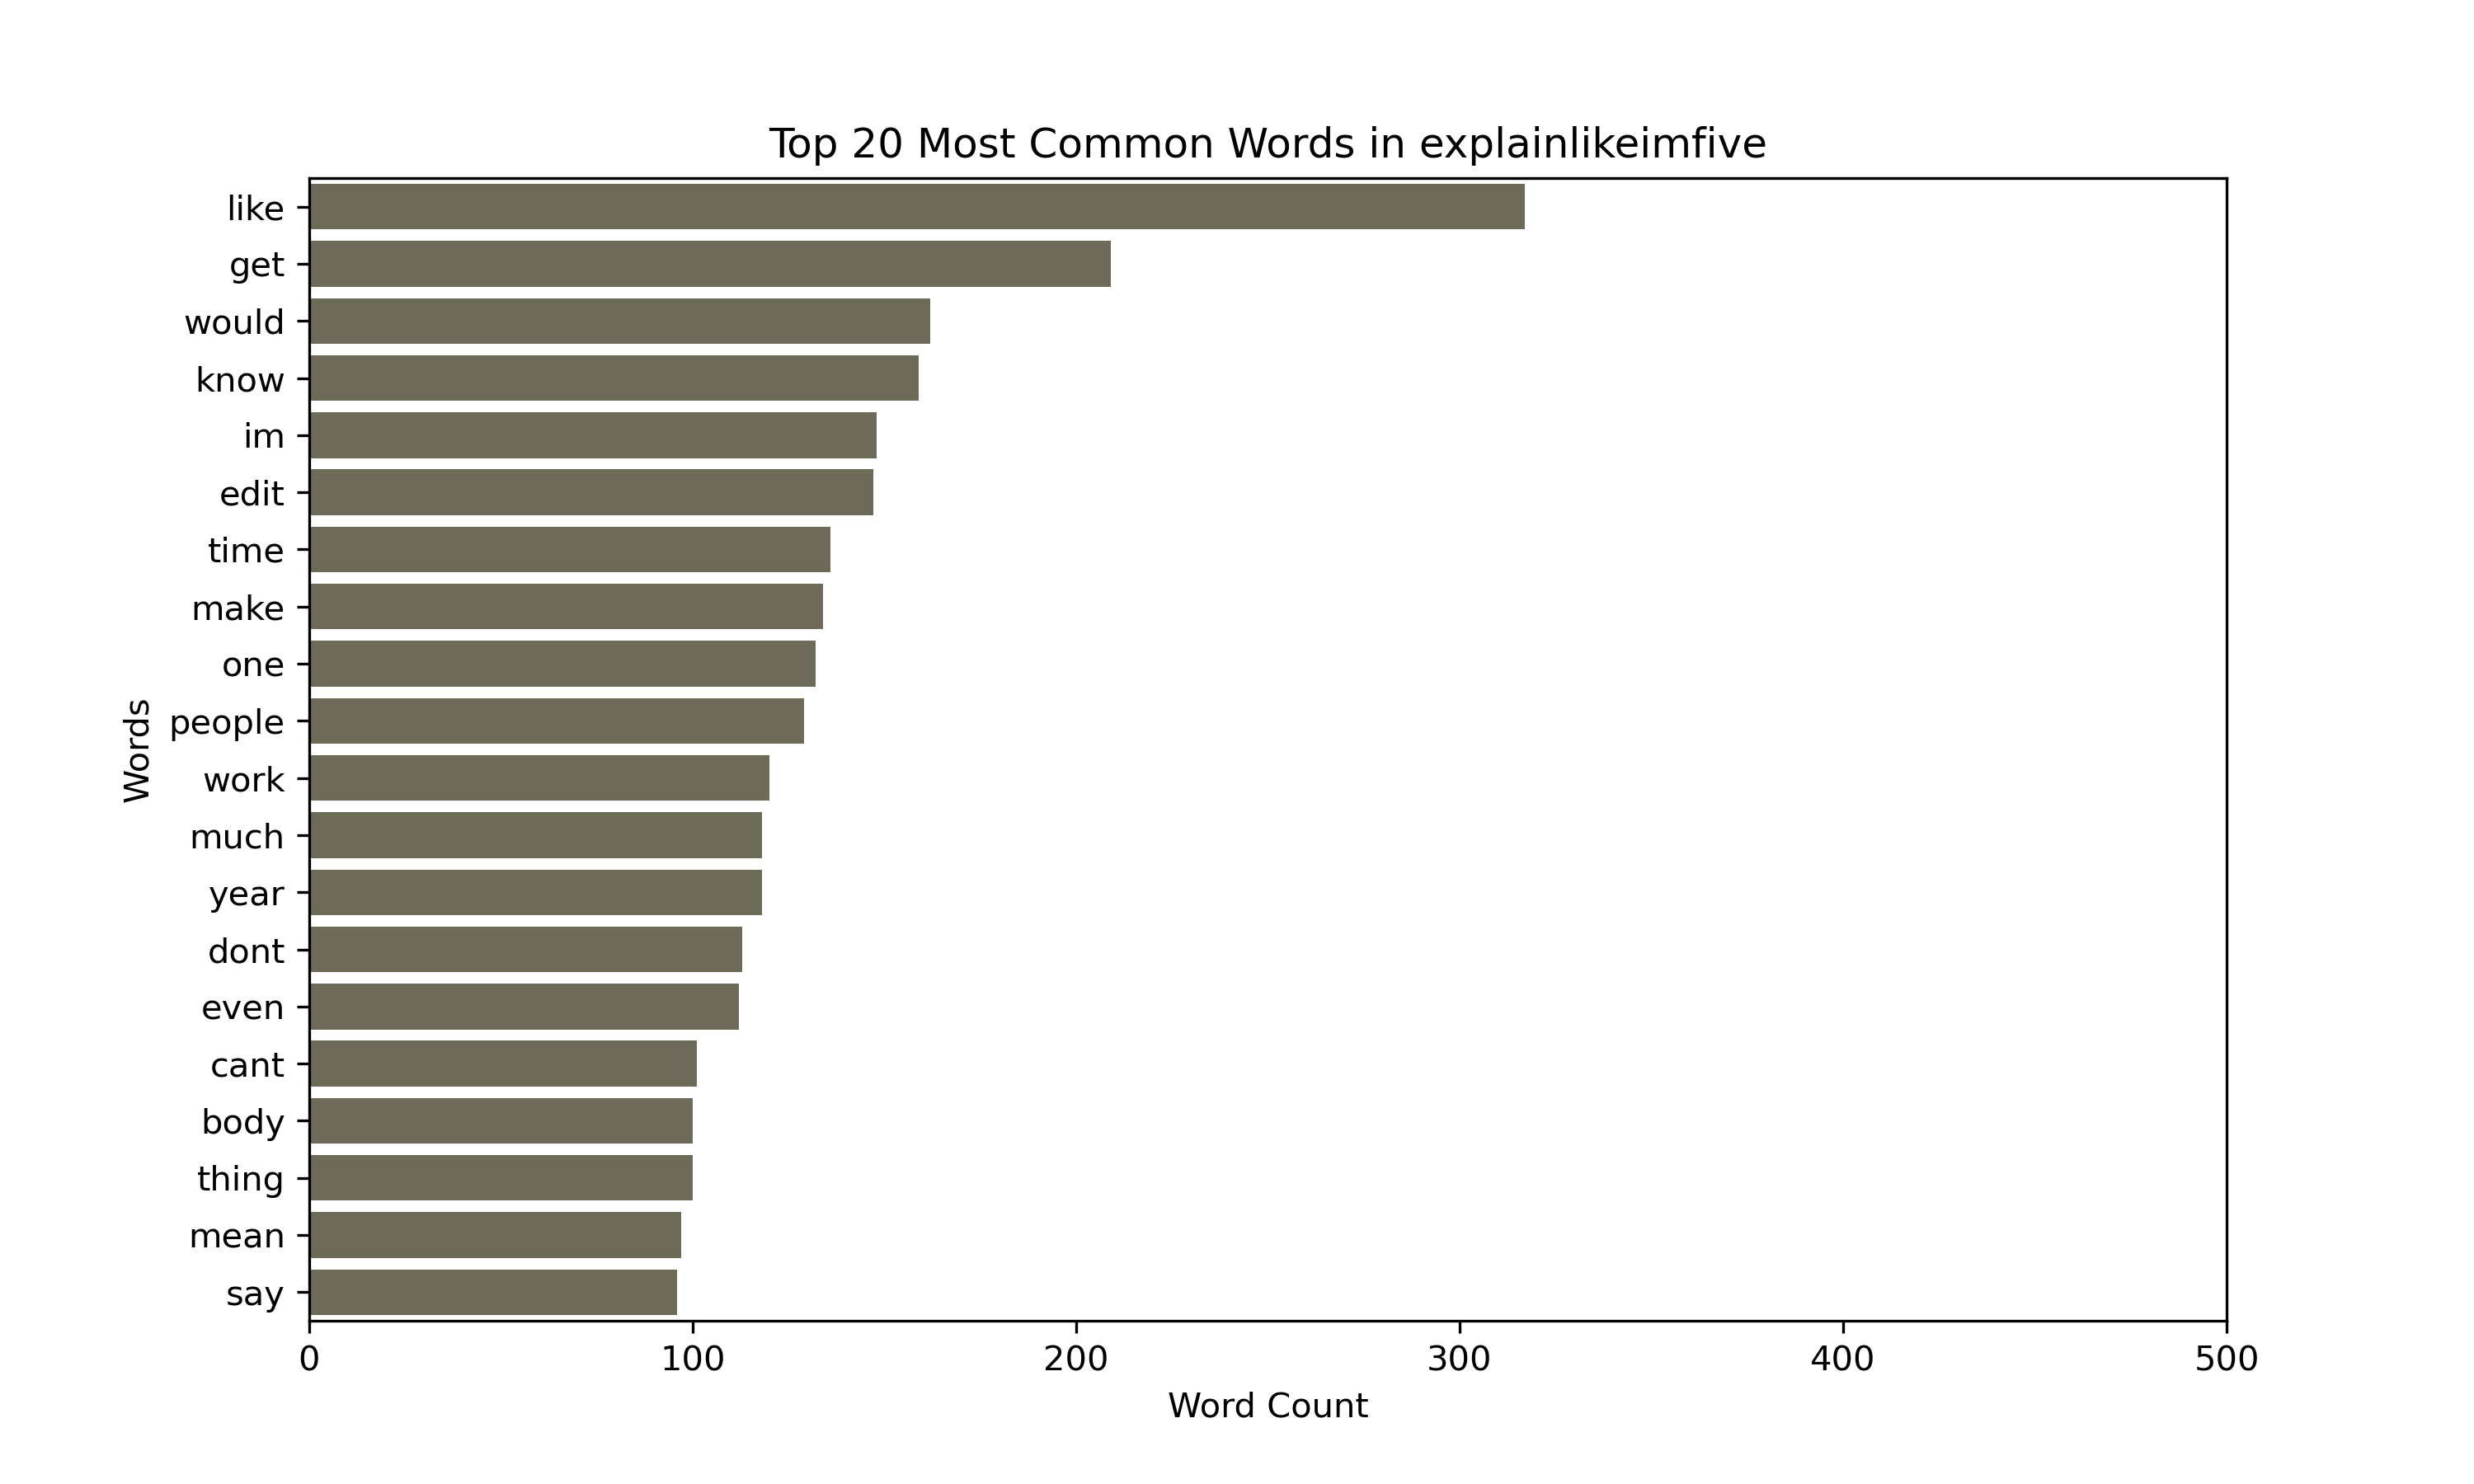 Top 20 Most Common Words in explainlikeimfive
like
get
would
know
im
edit
time
make
one
people
work
much
year
dont
even
cant
body
thing
mean
say
Words
0 100 200 300 400 500
Word Count